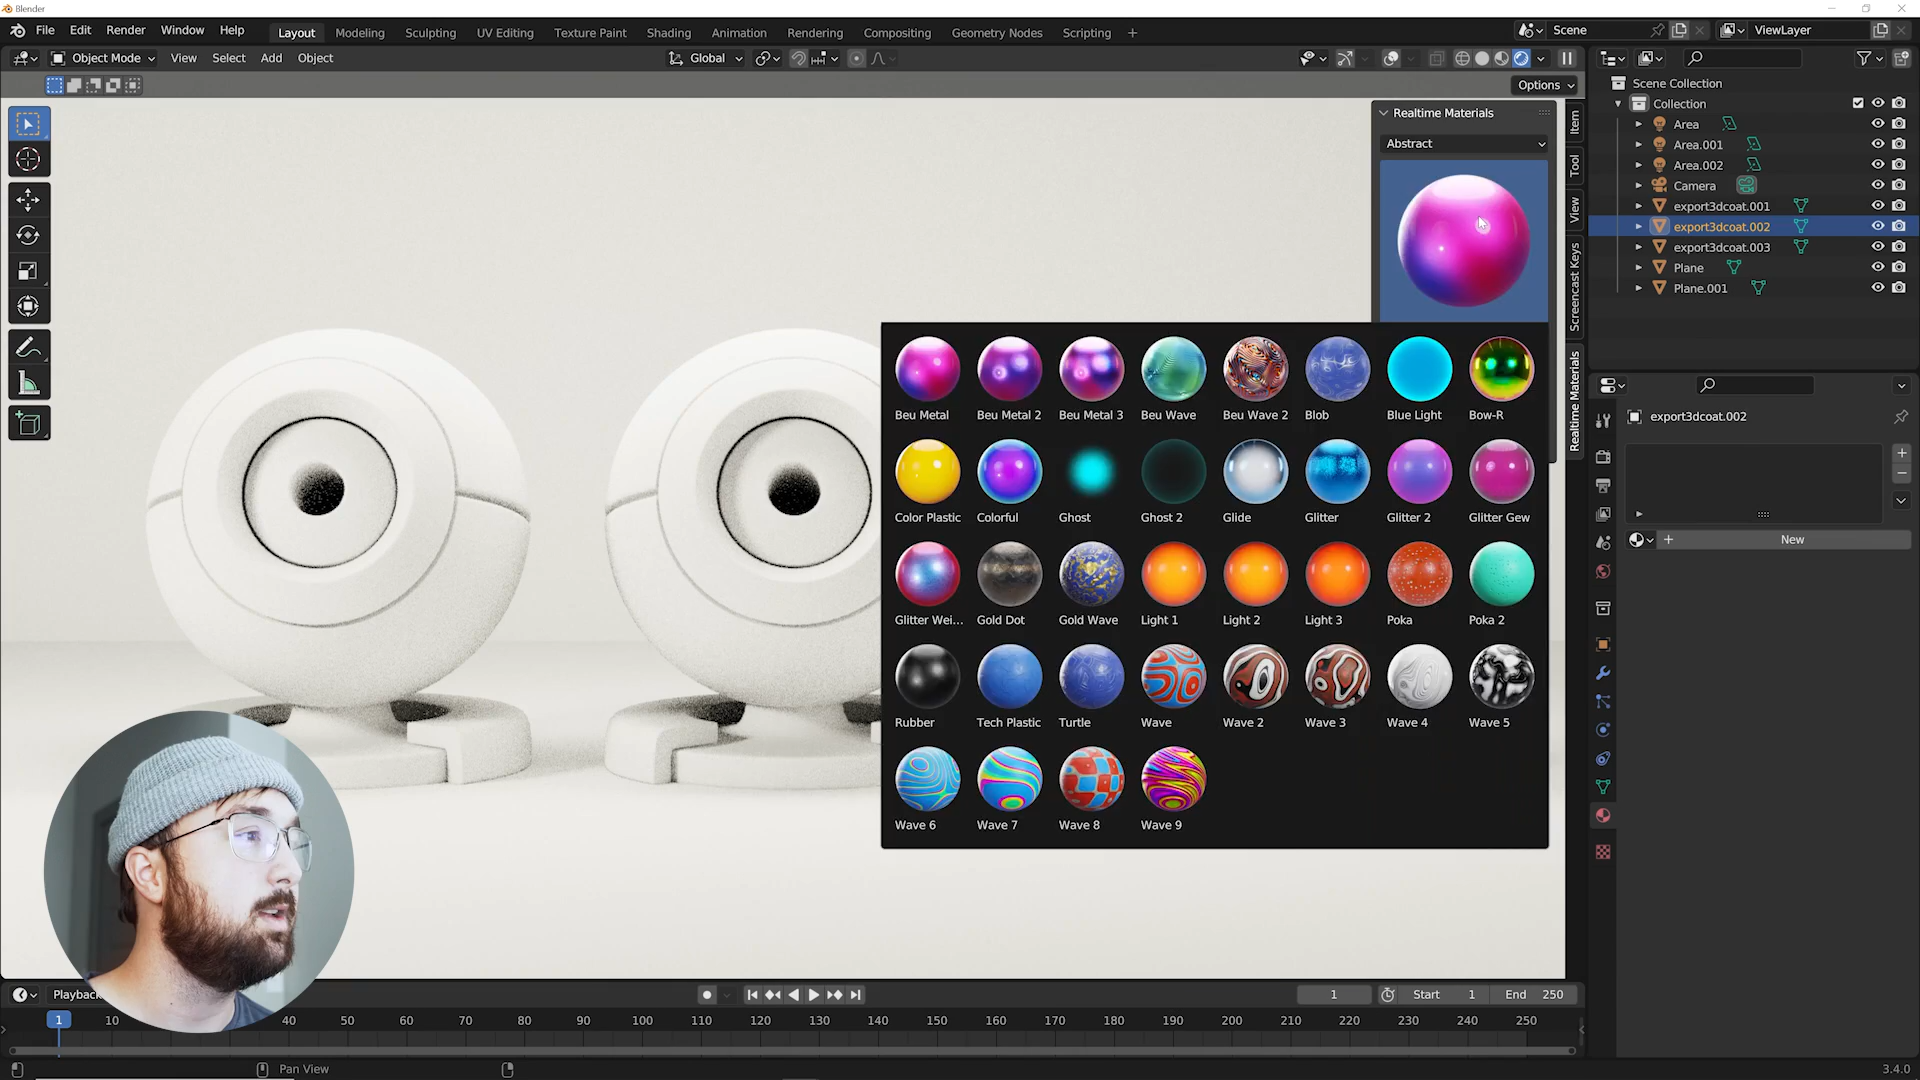 Blender
File Edit Render Window Help Layout Modeling Sculpting UV Editing Texture Paint Shading Animation Rendering Compositing Geometry Nodes Scripting + Scene ViewLayer
Object Mode View Select Add Object Global
Options
Realtime Materials
Abstract
Item
Tool
View
Screencast Keys
Realtime Materials
Beu Metal Beu Metal 2 Beu Metal 3 Beu Wave Beu Wave 2 Blob Blue Light Bow-R
Color Plastic Colorful Ghost Ghost 2 Glide Glitter Glitter 2 Glitter Gew
Glitter Wei... Gold Dot Gold Wave Light 1 Light 2 Light 3 Poka Poka 2
Rubber Tech Plastic Turtle Wave Wave 2 Wave 3 Wave 4 Wave 5
Wave 6 Wave 7 Wave 8 Wave 9
Scene Collection
Collection
Area
Area.001
Area.002
Camera
export3dcoat.001
export3dcoat.002
export3dcoat.003
Plane
Plane.001
export3dcoat.002
New
Playback 1 Start 1 End 250
1 10 40 50 60 70 80 90 100 110 120 130 140 150 160 170 180 190 200 210 220 230 240 250
Pan View 3.4.0